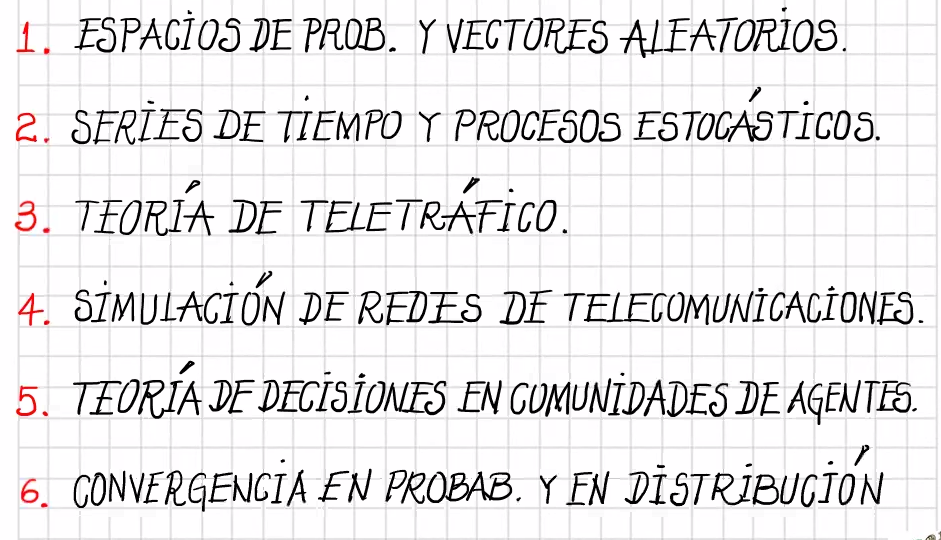 1. ESPACIOS DE PROB. Y VECTORES ALEATORIOS.
2. SERIES DE TIEMPO Y PROCESOS ESTOCÁSTICOS.
3. TEORÍA DE TELETRÁFICO.
4. SIMULACIÓN DE REDES DE TELECOMUNICACIONES.
5. TEORÍA DE DECISIONES EN COMUNIDADES DE AGENTES.
6. CONVERGENCIA EN PROBAB. Y EN DISTRIBUCIÓN